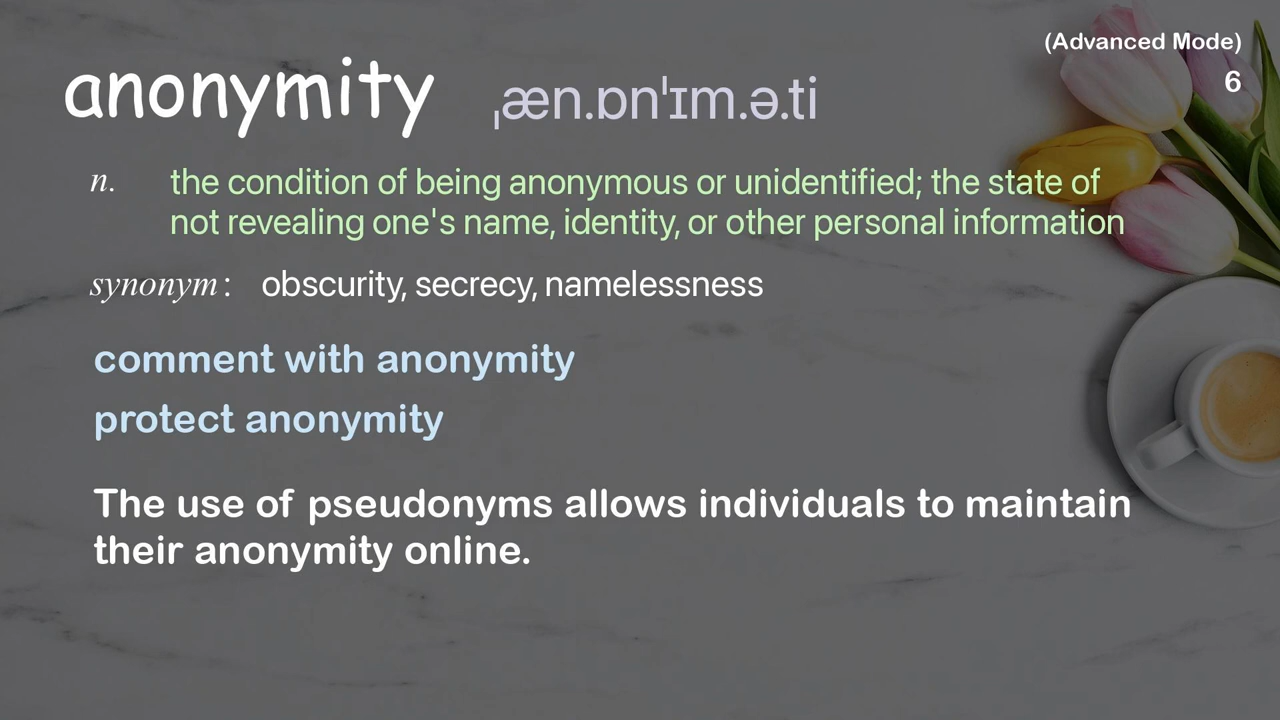 (Advanced Mode)
6
anonymity ˌæn.ɒnˈɪm.ə.ti
n. the condition of being anonymous or unidentified; the state of
not revealing one's name, identity, or other personal information
synonym: obscurity, secrecy, namelessness
comment with anonymity
protect anonymity
The use of pseudonyms allows individuals to maintain
their anonymity online.